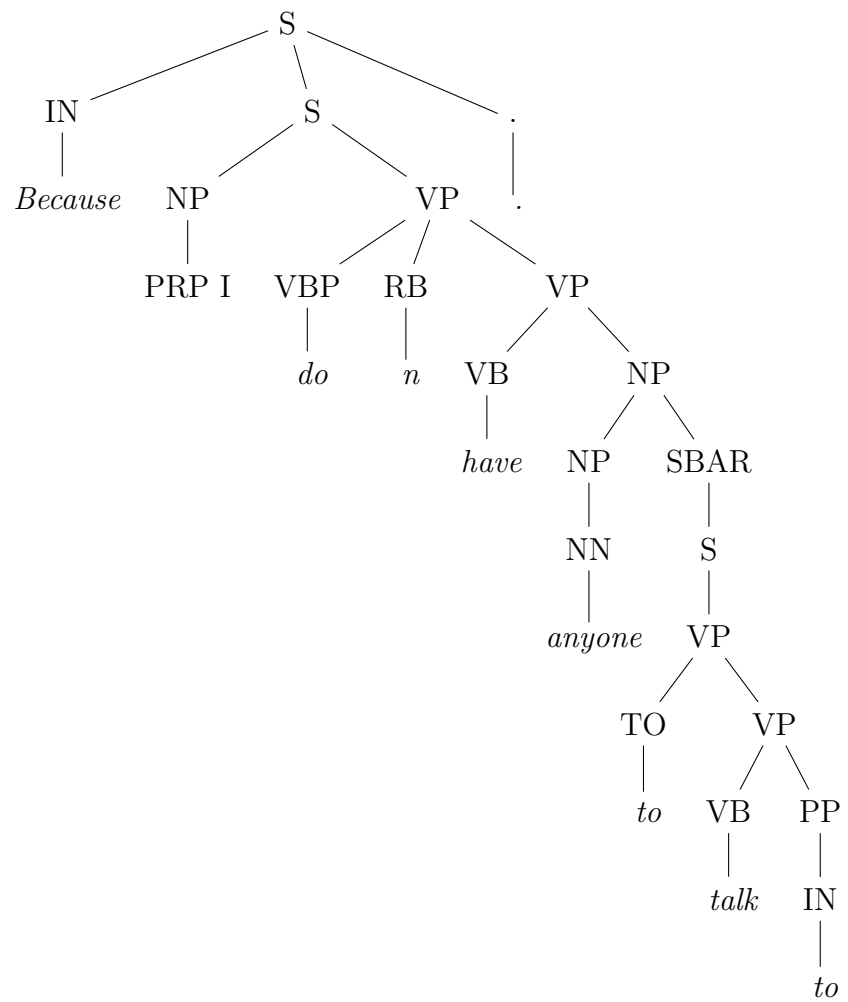 S
IN S .
Because NP VP .
PRP I VBP RB VP
do n VB NP
have NP SBAR
NN S
anyone VP
TO VP
to VB PP
talk IN
to